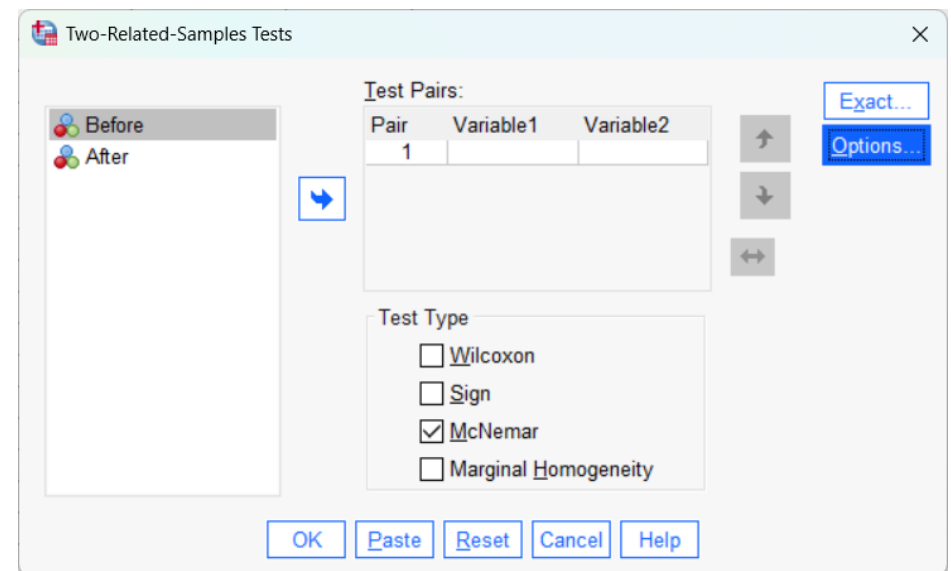 Two-Related-Samples Tests
Before
After
Test Pairs:
Pair Variable1 Variable2
1
Exact...
Options...
Test Type
Wilcoxon
Sign
McNemar
Marginal Homogeneity
OK Paste Reset Cancel Help